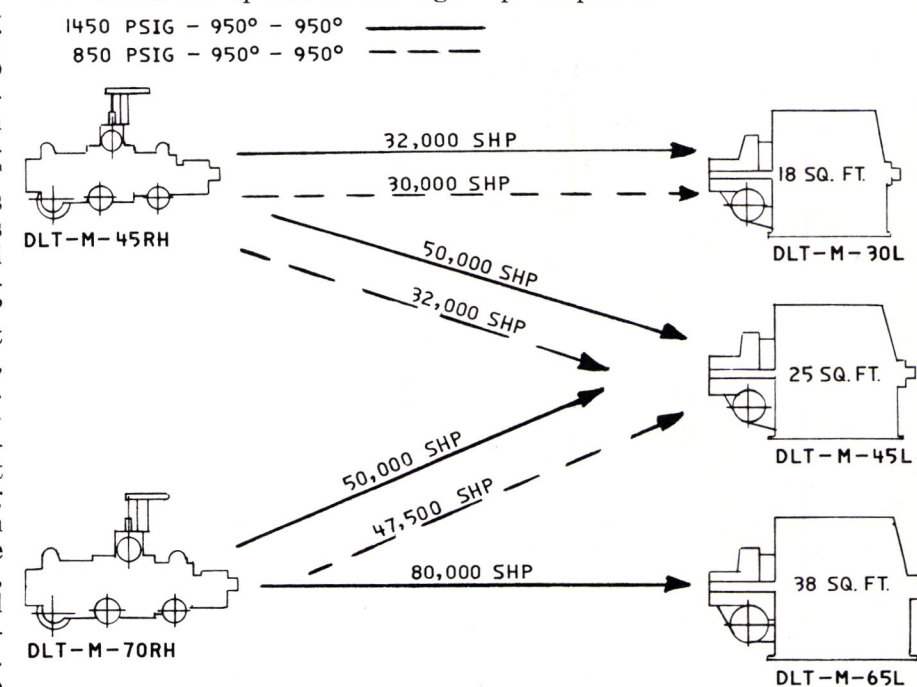 1450 PSIG - 950° - 950°
850 PSIG - 950° - 950°
32,000 SHP
30,000 SHP
18 SQ. FT.
DLT-M-45RH
DLT-M-30L
50,000 SHP
32,000 SHP
25 SQ. FT.
DLT-M-45L
50,000 SHP
47,500 SHP
80,000 SHP
38 SQ. FT.
DLT-M-70RH
DLT-M-65L